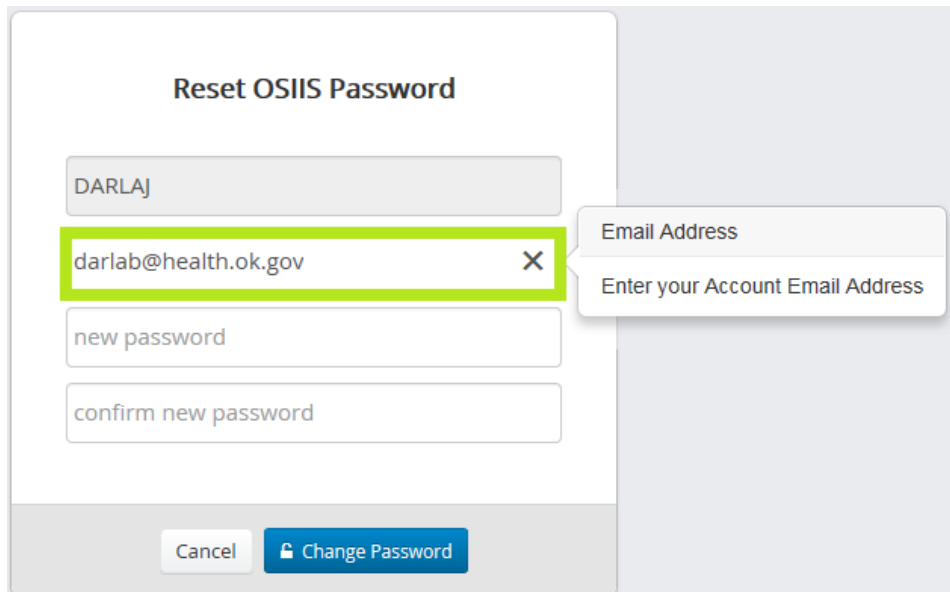 Reset OSIIS Password
DARLAJ
darlab@health.ok.gov
Email Address
Enter your Account Email Address
new password
confirm new password
Cancel
Change Password